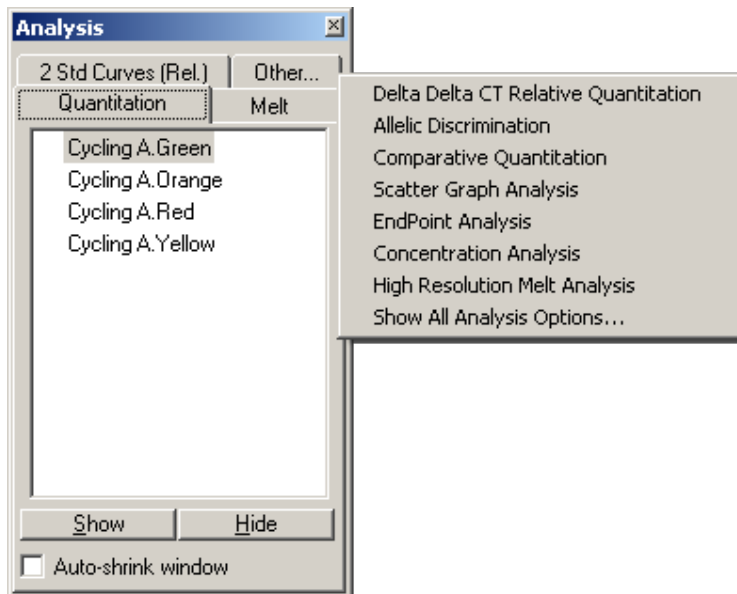 Analysis
2 Std Curves (Rel.)
Other...
Quantitation
Melt
Cycling A.Green
Cycling A.Orange
Cycling A.Red
Cycling A.Yellow
Show
Hide
Auto-shrink window
Delta Delta CT Relative Quantitation
Allelic Discrimination
Comparative Quantitation
Scatter Graph Analysis
EndPoint Analysis
Concentration Analysis
High Resolution Melt Analysis
Show All Analysis Options...